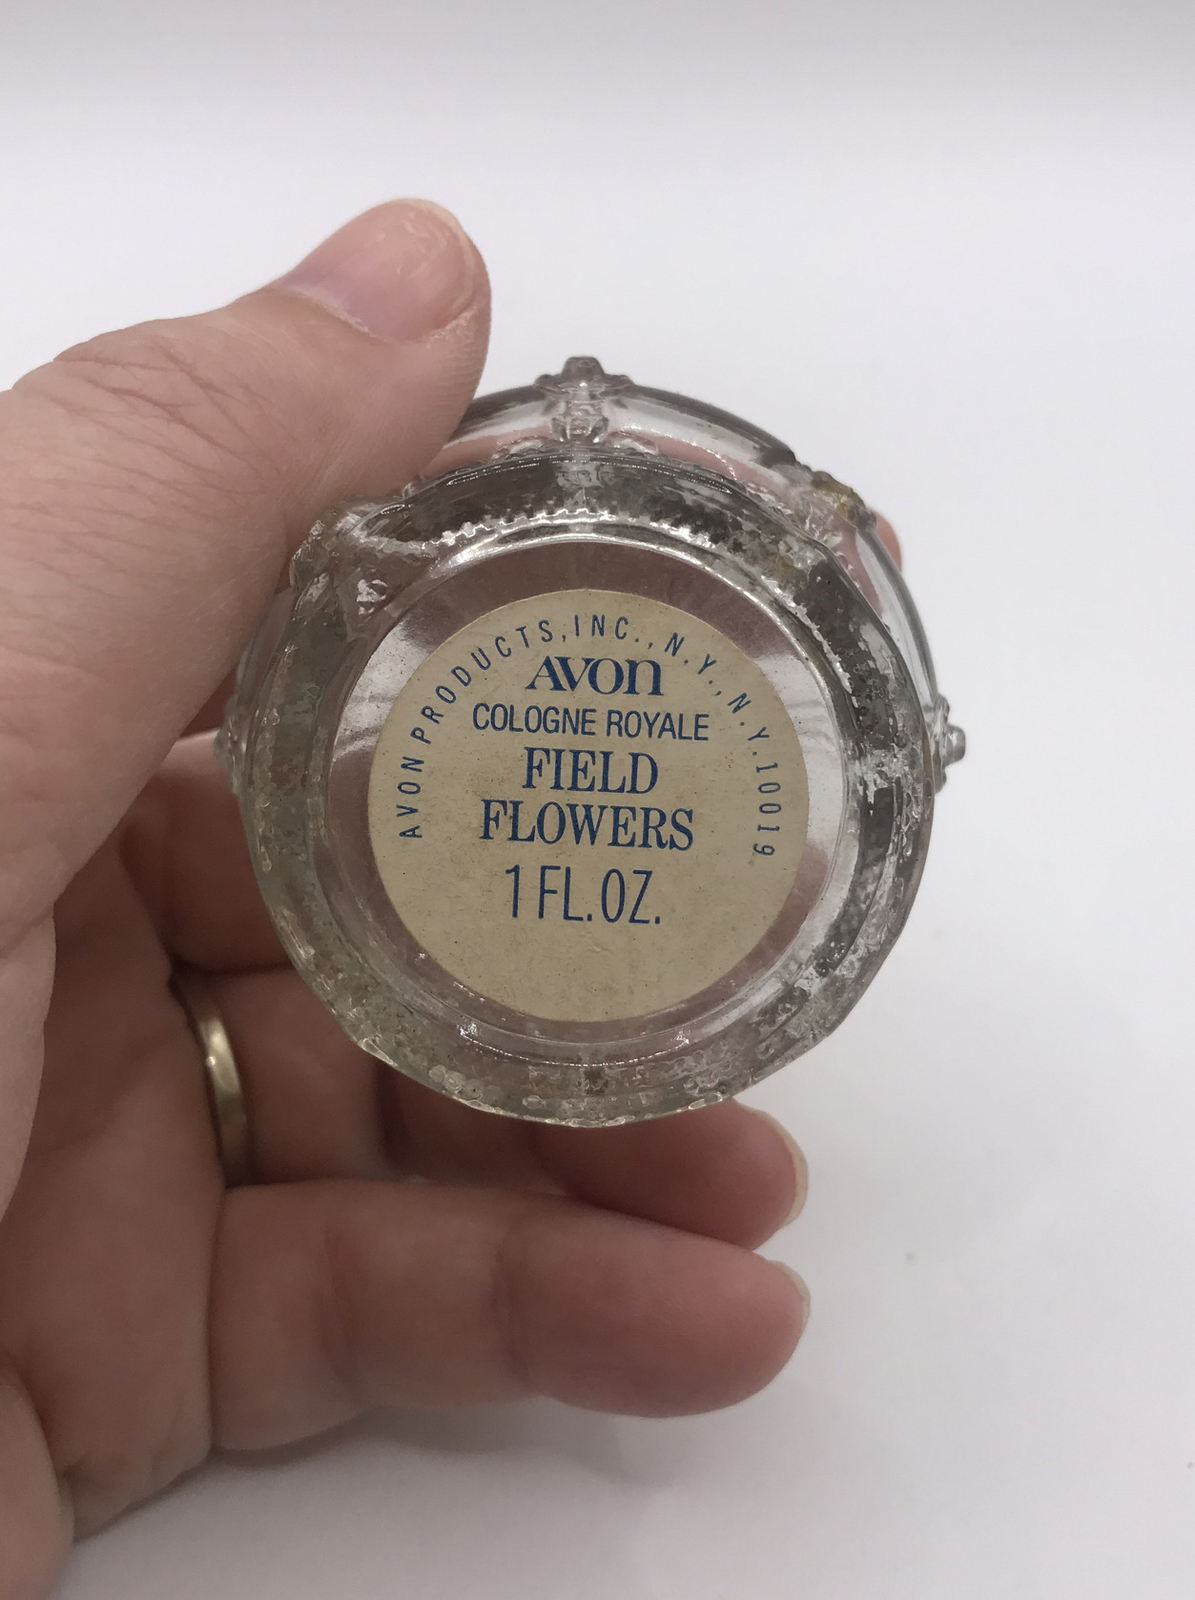 AVON PRODUCTS, INC., N.Y., N.Y. 10019
AVON
COLOGNE ROYALE
FIELD
FLOWERS
1 FL. OZ.